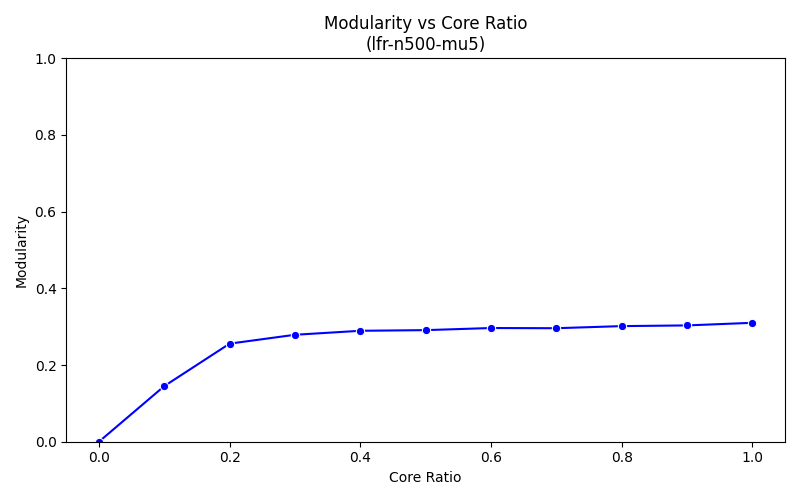 Modularity vs Core Ratio
(lfr-n500-mu5)
1.0
0.8
0.6
0.4
0.2
0.0
Modularity
0.0 0.2 0.4 0.6 0.8 1.0
Core Ratio